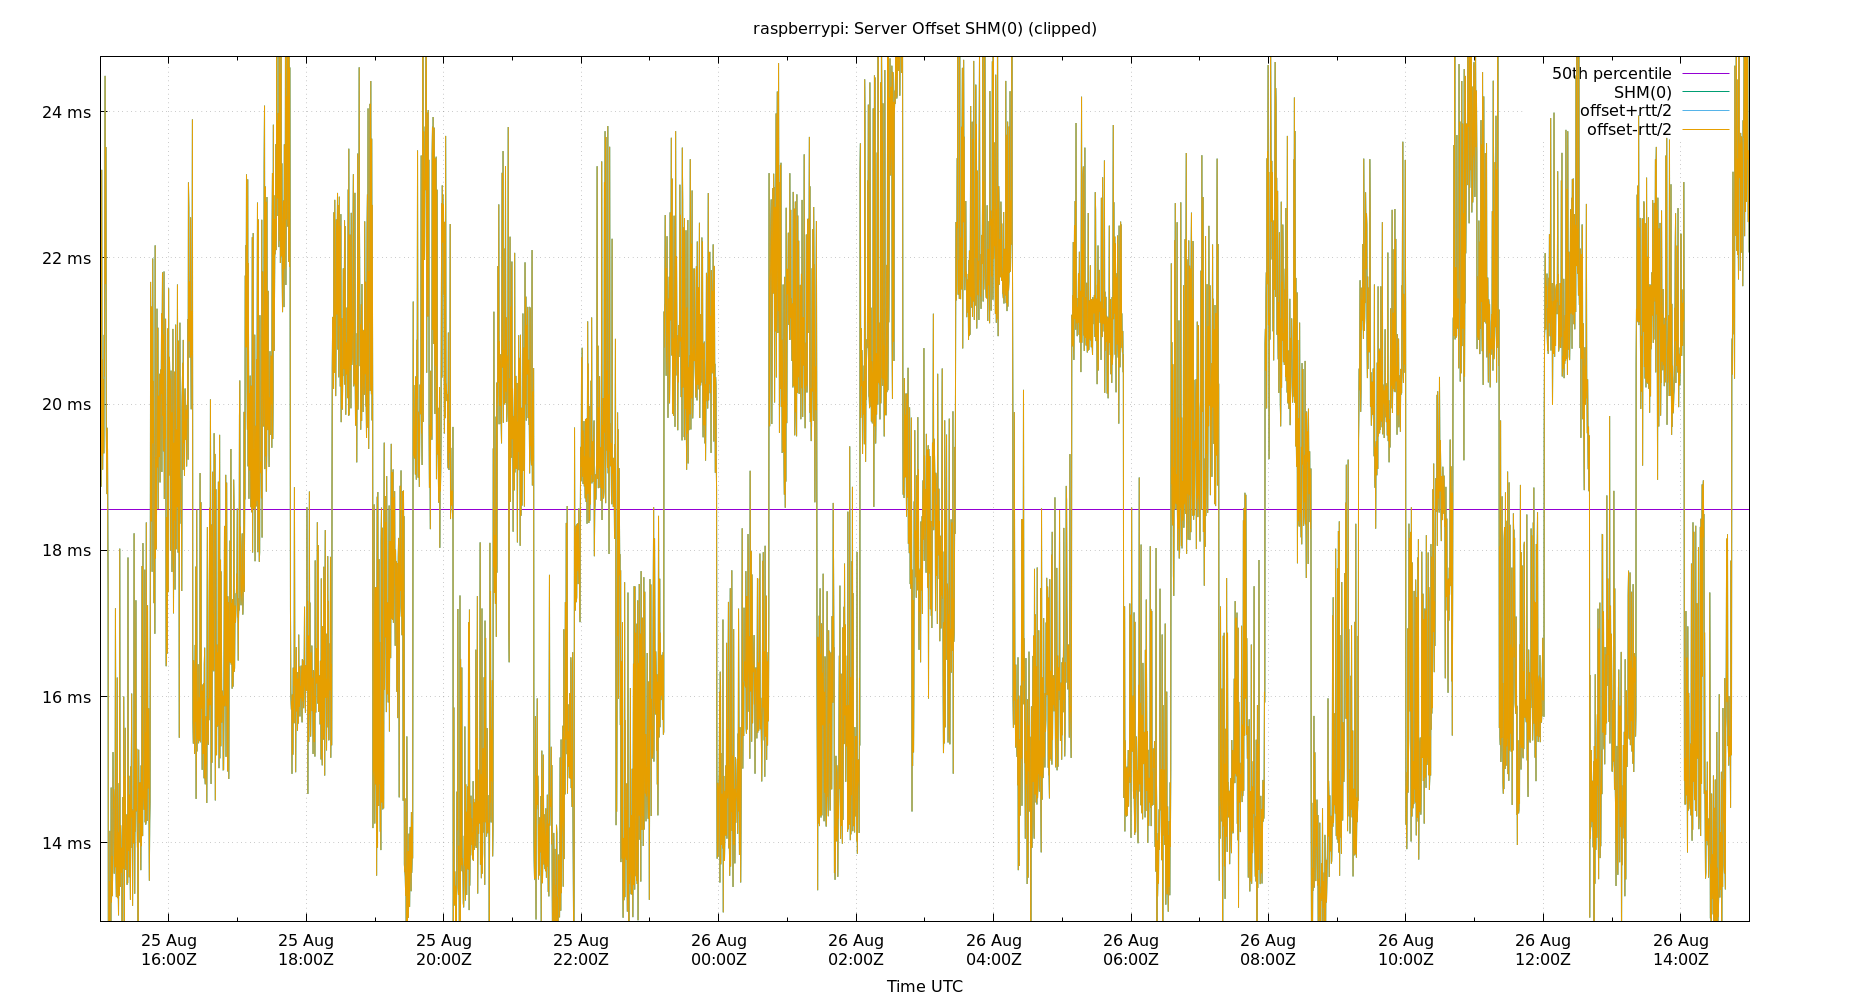 raspberrypi: Server Offset SHM(0) (clipped)
50th percentile
SHM(0)
offset+rtt/2
offset-rtt/2
24 ms
22 ms
20 ms
18 ms
16 ms
14 ms
25 Aug 25 Aug 25 Aug 25 Aug 26 Aug 26 Aug 26 Aug 26 Aug 26 Aug 26 Aug 26 Aug 26 Aug
16:00Z 18:00Z 20:00Z 22:00Z 00:00Z 02:00Z 04:00Z 06:00Z 08:00Z 10:00Z 12:00Z 14:00Z
Time UTC